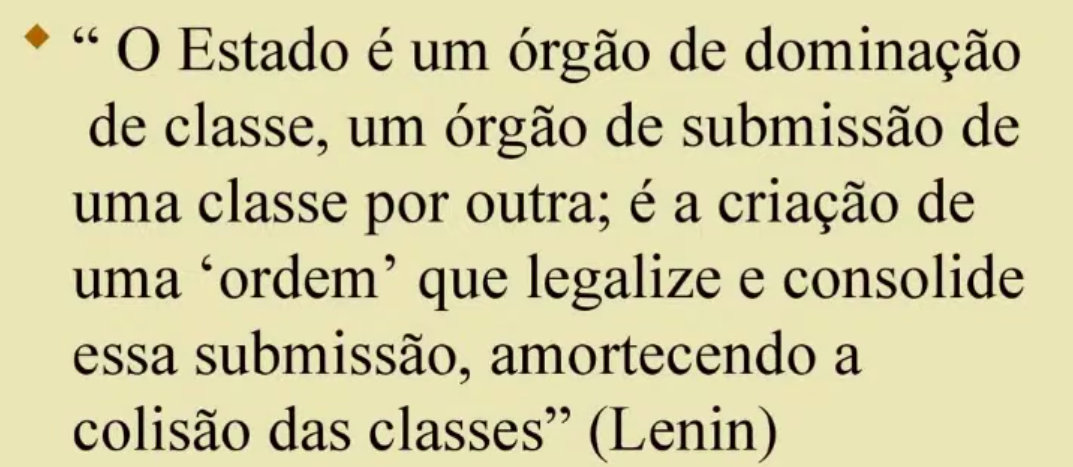 “ O Estado é um órgão de dominação
de classe, um órgão de submissão de
uma classe por outra; é a criação de
uma ‘ordem’ que legalize e consolide
essa submissão, amortecendo a
colisão das classes” (Lenin)